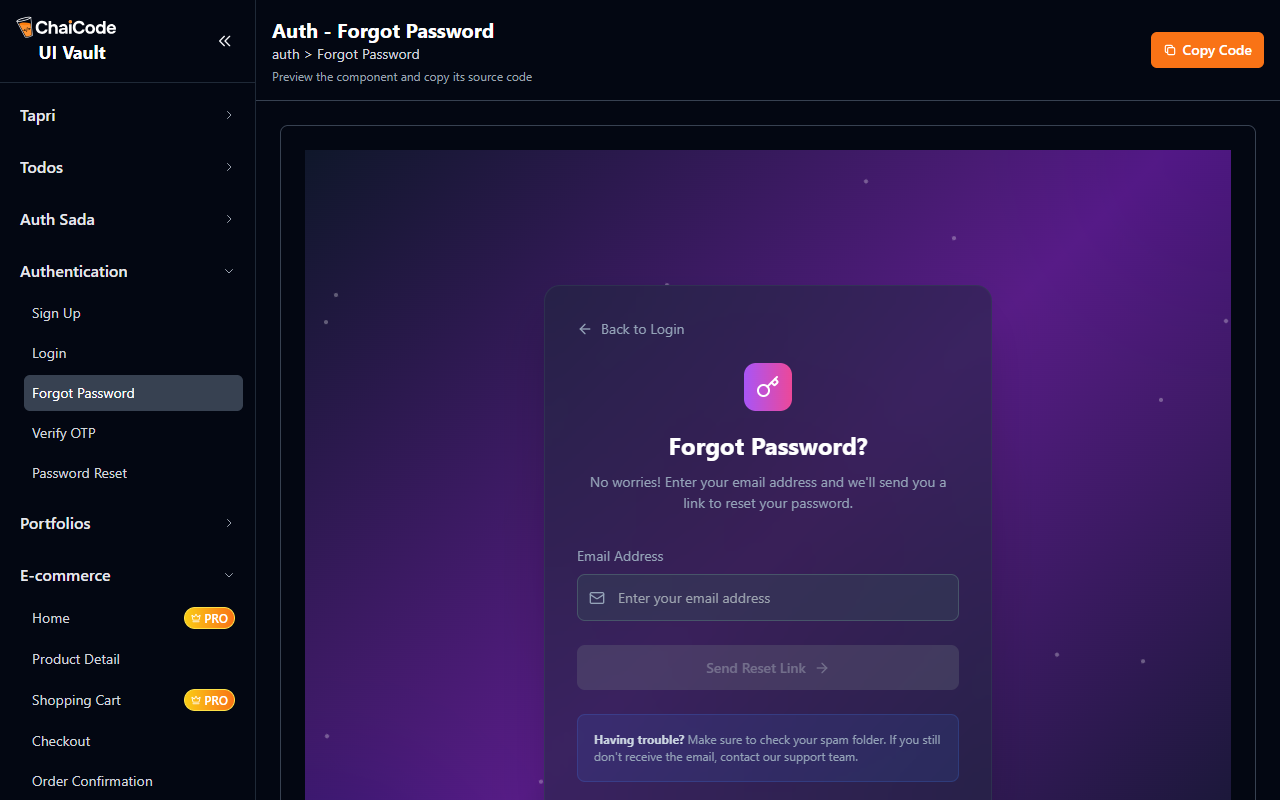 ChaiCode
UI Vault
Tapri
Todos
Auth Sada
Authentication
Sign Up
Login
Forgot Password
Verify OTP
Password Reset
Portfolios
E-commerce
Home
PRO
Product Detail
Shopping Cart
PRO
Checkout
Order Confirmation
Auth - Forgot Password
auth > Forgot Password
Preview the component and copy its source code
Copy Code
Back to Login
Forgot Password?
No worries! Enter your email address and we'll send you a
link to reset your password.
Email Address
Enter your email address
Send Reset Link
Having trouble? Make sure to check your spam folder. If you still
don't receive the email, contact our support team.